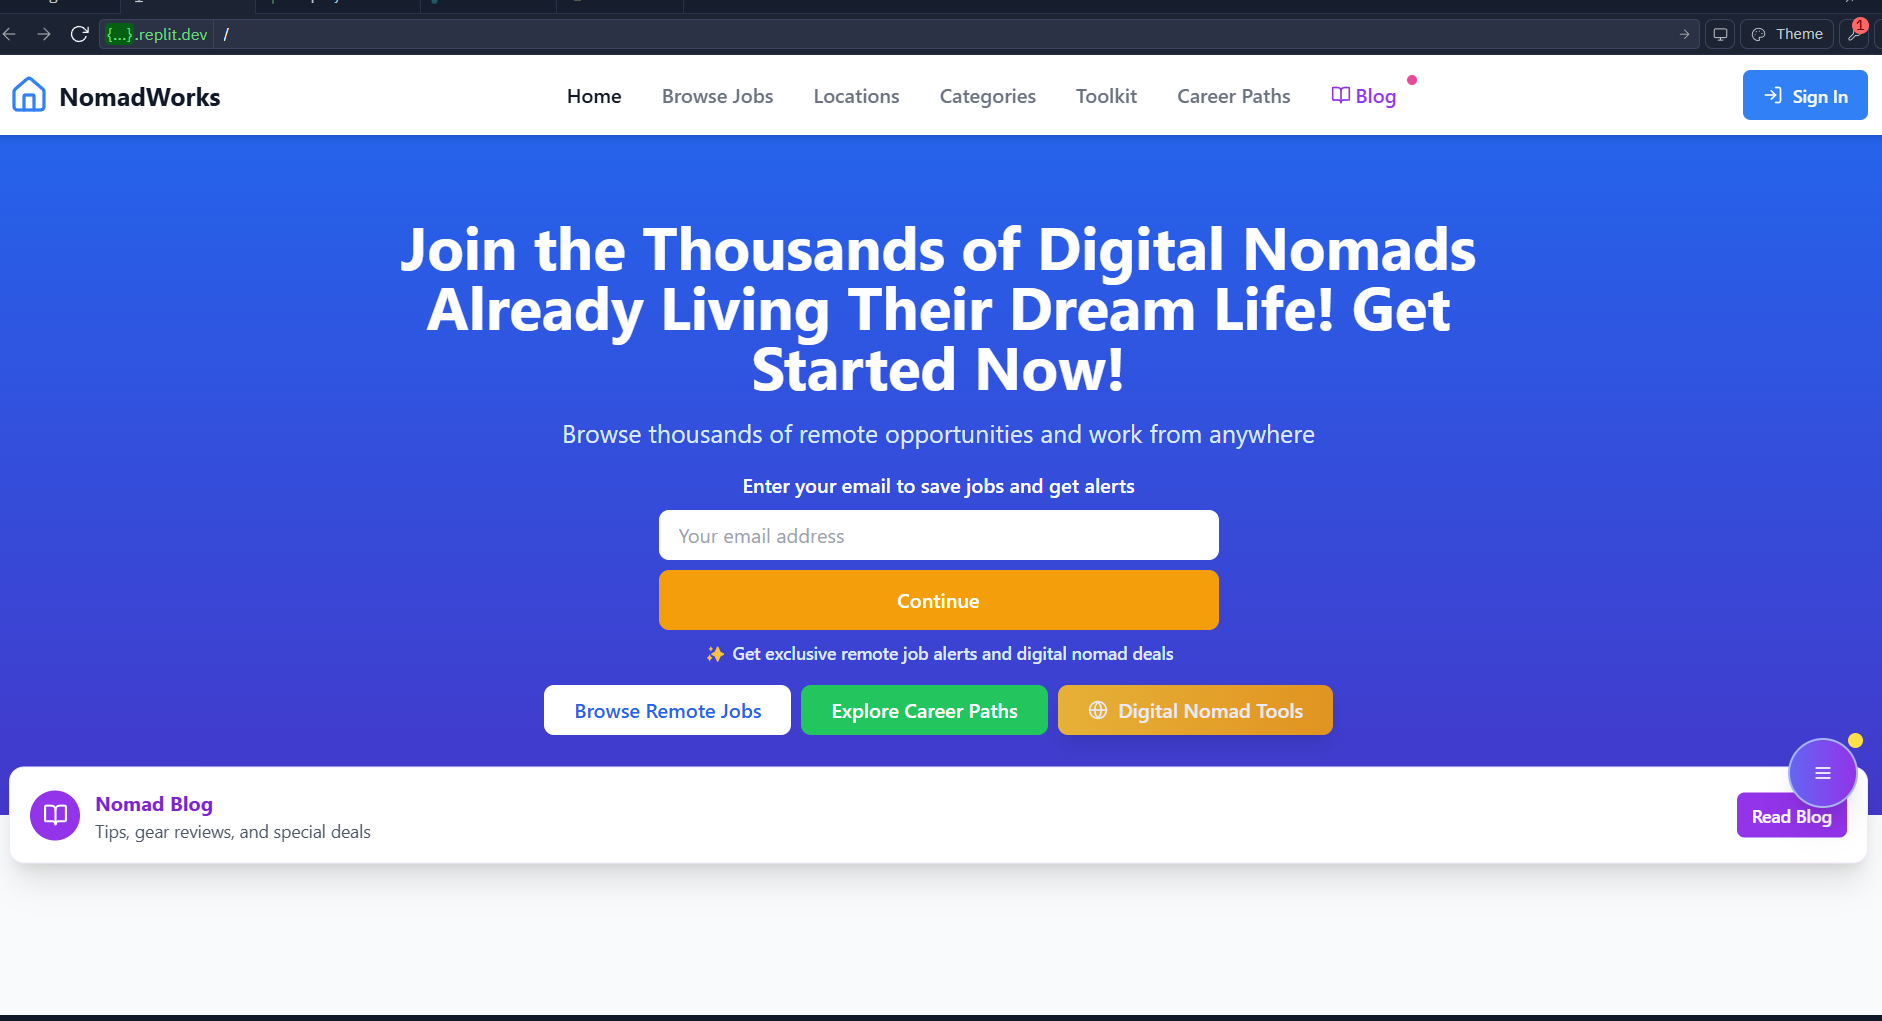 {...}.replit.dev /
Theme
1
NomadWorks
Home Browse Jobs Locations Categories Toolkit Career Paths Blog
Sign In
Join the Thousands of Digital Nomads
Already Living Their Dream Life! Get
Started Now!
Browse thousands of remote opportunities and work from anywhere
Enter your email to save jobs and get alerts
Your email address
Continue
✨ Get exclusive remote job alerts and digital nomad deals
Browse Remote Jobs Explore Career Paths Digital Nomad Tools
Nomad Blog
Tips, gear reviews, and special deals
Read Blog